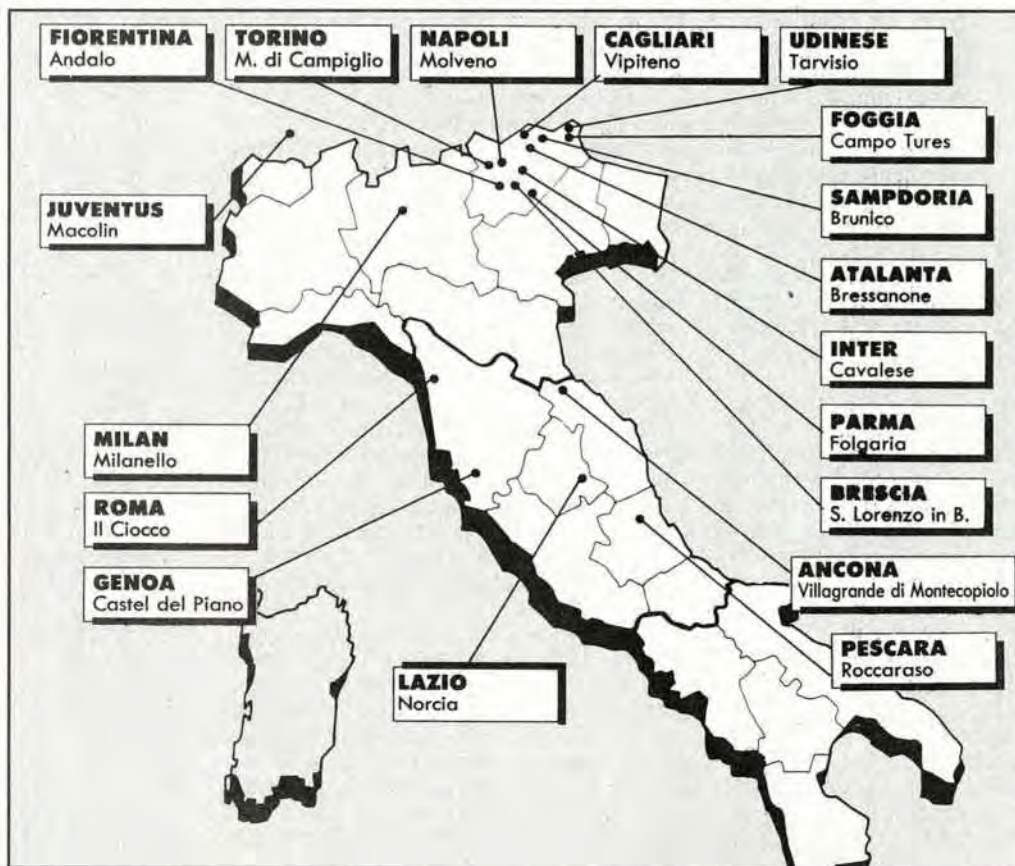 FIORENTINA
Andalo
TORINO
M. di Campiglio
NAPOLI
Molveno
CAGLIARI
Vipiteno
UDINESE
Tarvisio
FOGGIA
Campo Tures
SAMPDORIA
Brunico
JUVENTUS
Macolin
ATALANTA
Bressanone
INTER
Cavalese
PARMA
Folgaria
MILAN
Milanello
BRESCIA
S. Lorenzo in B.
ROMA
Il Ciocco
GENOA
Castel del Piano
ANCONA
Villagrande di Montecopiolo
PESCARA
Roccaraso
LAZIO
Norcia